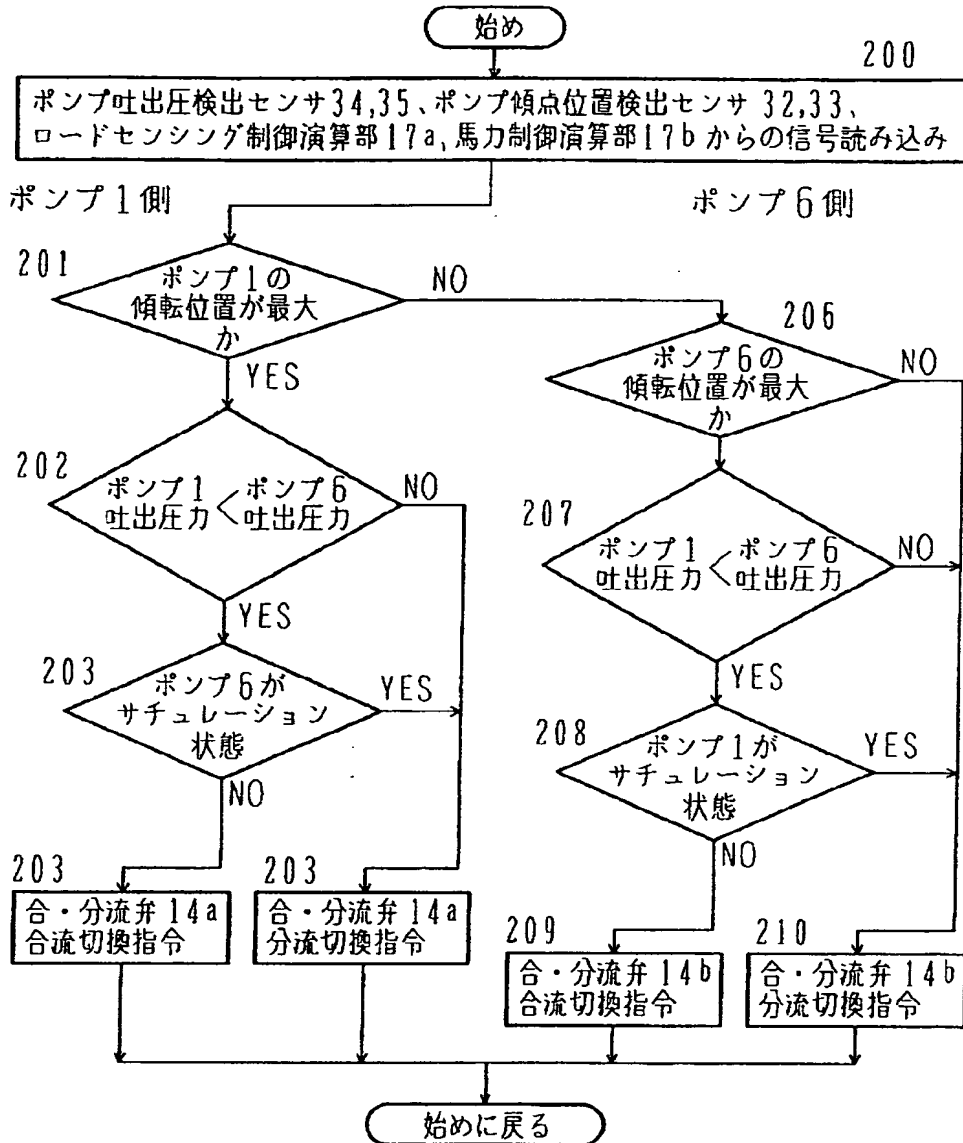 始め
200
ポンプ吐出圧検出センサ34,35、ポンプ傾点位置検出センサ 32,33、
ロードセンシング制御演算部17a,馬力制御演算部17bからの信号読み込み
ポンプ1側
ポンプ6側
201
ポンプ1の
傾転位置が最大
か
NO
YES
206
ポンプ6の
傾転位置が最大
か
NO
202
ポンプ1 < ポンプ6
吐出圧力 吐出圧力
NO
YES
207
ポンプ1 < ポンプ6
吐出圧力 吐出圧力
NO
YES
203
ポンプ6が
サチュレーション
状態
YES
NO
208
ポンプ1が
サチュレーション
状態
YES
NO
203
合・分流弁14a
合流切換指令
203
合・分流弁14a
分流切換指令
209
合・分流弁14b
合流切換指令
210
合・分流弁14b
分流切換指令
始めに戻る